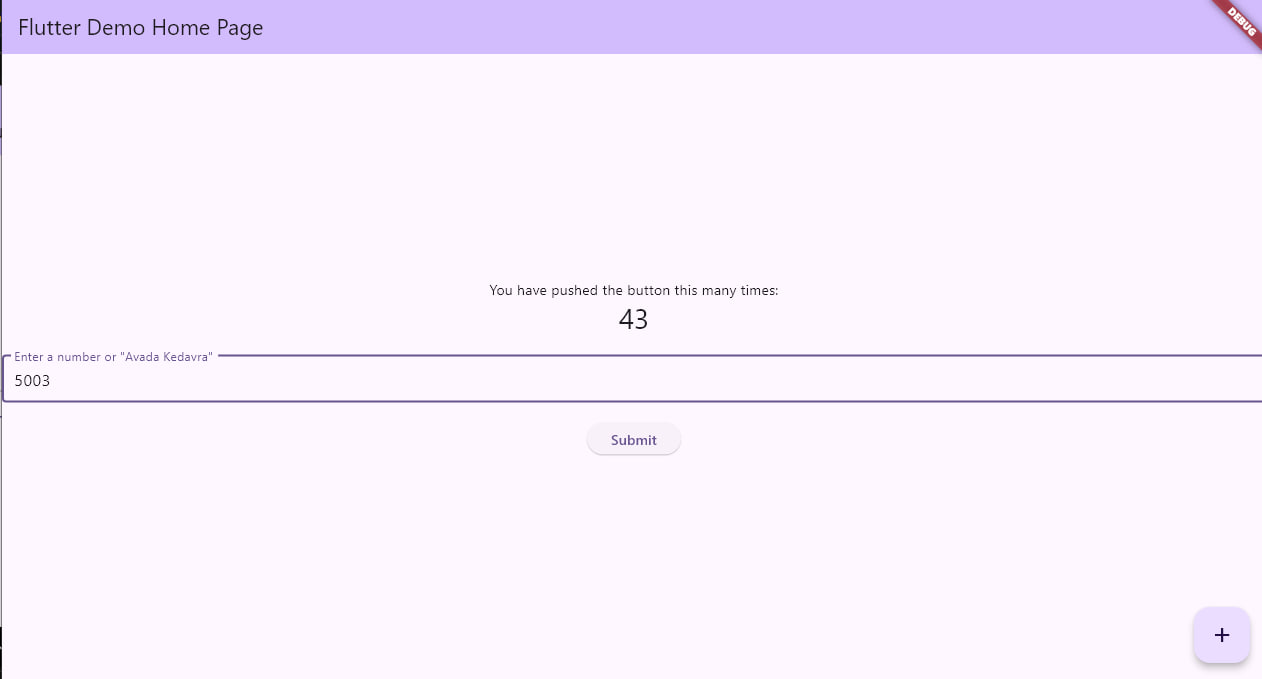 Flutter Demo Home Page
DEBUG
You have pushed the button this many times:
43
Enter a number or "Avada Kedavra"
5003
Submit
+